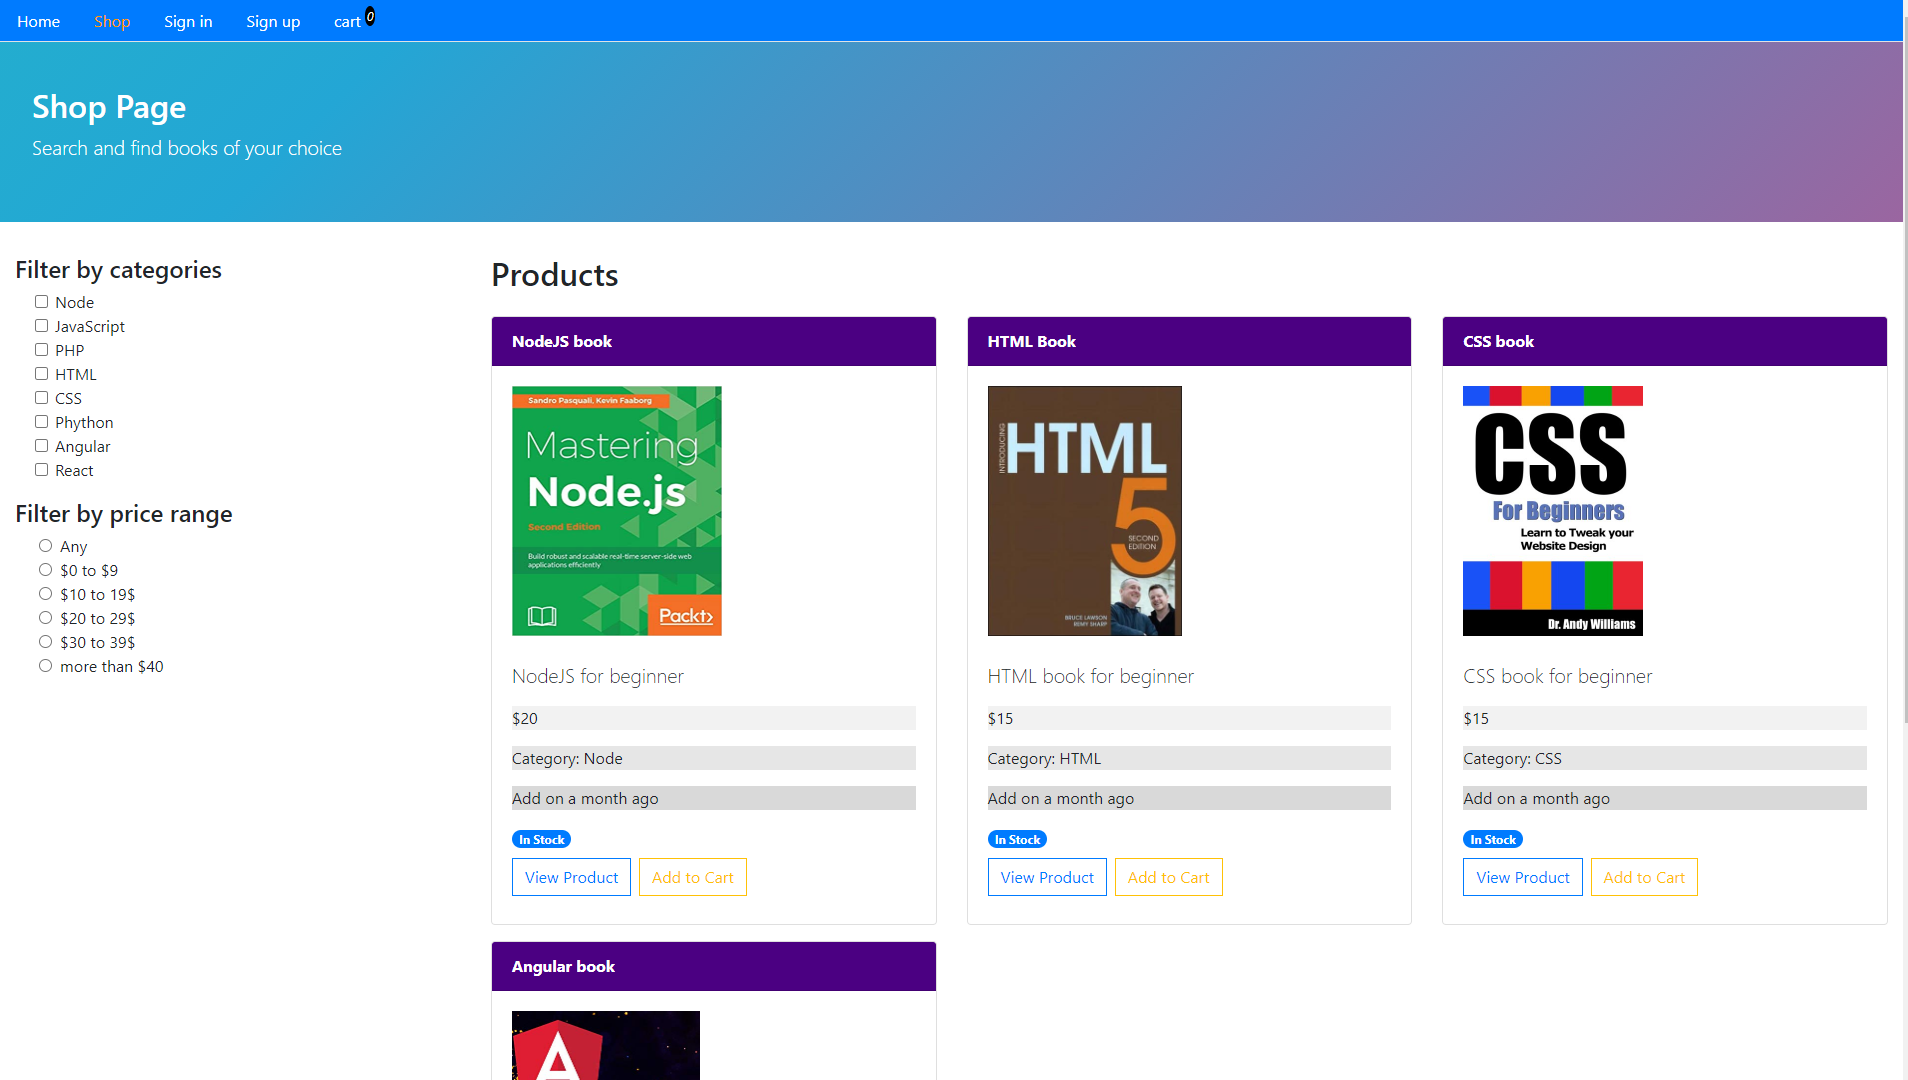 Home Shop Sign in Sign up cart 0
Shop Page
Search and find books of your choice
Filter by categories
Node
JavaScript
PHP
HTML
CSS
Phython
Angular
React
Filter by price range
Any
$0 to $9
$10 to 19$
$20 to 29$
$30 to 39$
more than $40
Products
NodeJS book
Sandro Pasquali, Kevin Faaborg
Mastering
Node.js
Second Edition
Build robust and scalable real-time server-side web
applications efficiently
Packt>
NodeJS for beginner
$20
Category: Node
Add on a month ago
In Stock
View Product Add to Cart
HTML Book
INTRODUCING
HTML
5
SECOND
EDITION
BRUCE LAWSON
REMY SHARP
HTML book for beginner
$15
Category: HTML
Add on a month ago
In Stock
View Product Add to Cart
CSS book
CSS
For Beginners
Learn to Tweak your
Website Design
Dr. Andy Williams
CSS book for beginner
$15
Category: CSS
Add on a month ago
In Stock
View Product Add to Cart
Angular book